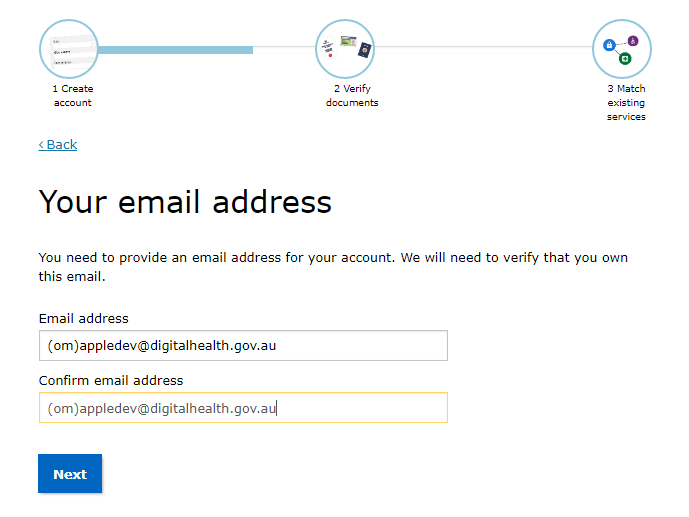 1 Create
account
2 Verify
documents
3 Match
existing
services
< Back
Your email address
You need to provide an email address for your account. We will need to verify that you own
this email.
Email address
(om)appledev@digitalhealth.gov.au
Confirm email address
(om)appledev@digitalhealth.gov.au
Next